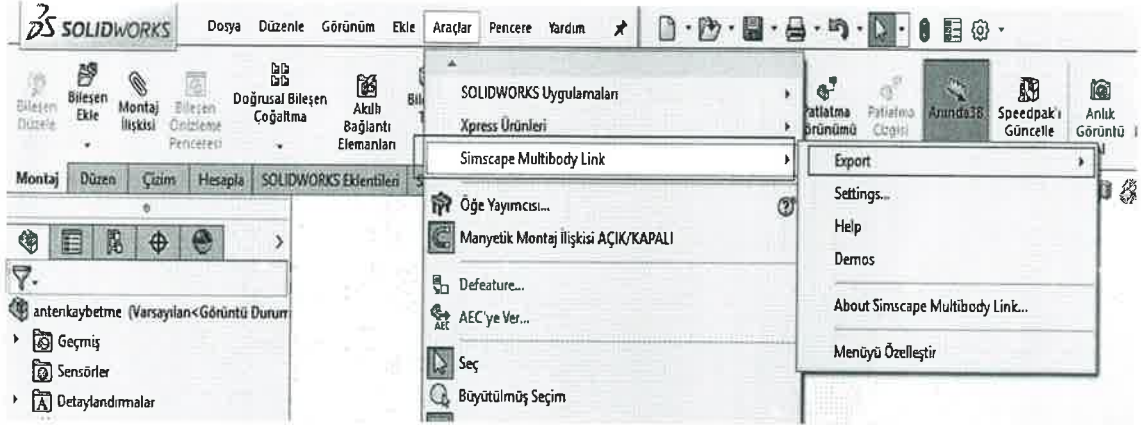 SOLIDWORKS Dosya Düzenle Görünüm Ekle Araçlar Pencere Yardım
Bileşen Düzenle
Bileşen Ekle
Montaj İlişkisi
Bileşen Önizleme Penceresi
Doğrusal Bileşen Çoğaltma
Akıllı Bağlantı Elemanları
Patlatma Çizgisi
Anında3B
Speedpak'ı Güncelle
Anlık Görüntü Al
Montaj Düzen Çizim Hesapla SOLIDWORKS Eklentileri
antenkaybetme (Varsayılan<Görüntü Durum
Geçmiş
Sensörler
Detaylandırmalar
SOLIDWORKS Uygulamaları
Xpress Ürünleri
Simscape Multibody Link
Öğe Yayımcısı...
Manyetik Montaj İlişkisi AÇIK/KAPALI
Defeature...
AEC AEC'ye Ver...
Seç
Büyütülmüş Seçim
Export
Settings...
Help
Demos
About Simscape Multibody Link...
Menüyü Özelleştir